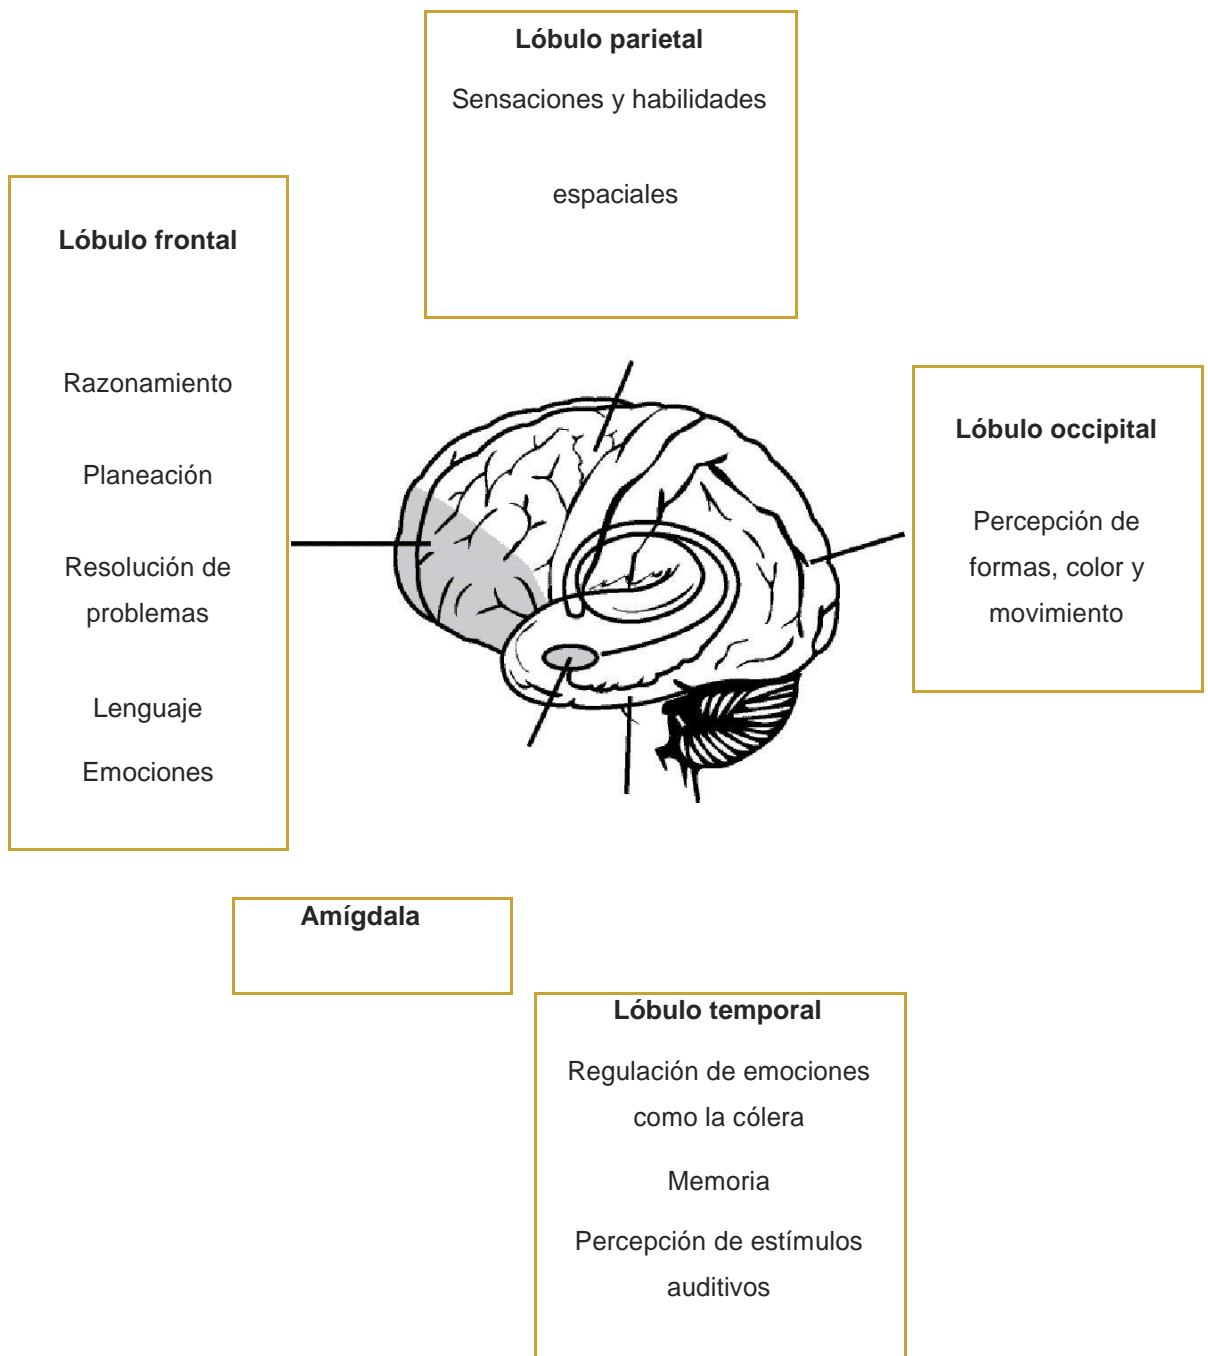 Lóbulo parietal
Sensaciones y habilidades
espaciales
Lóbulo frontal
Razonamiento
Planeación
Resolución de
problemas
Lenguaje
Emociones
Lóbulo occipital
Percepción de
formas, color y
movimiento
Amígdala
Lóbulo temporal
Regulación de emociones
como la cólera
Memoria
Percepción de estímulos
auditivos